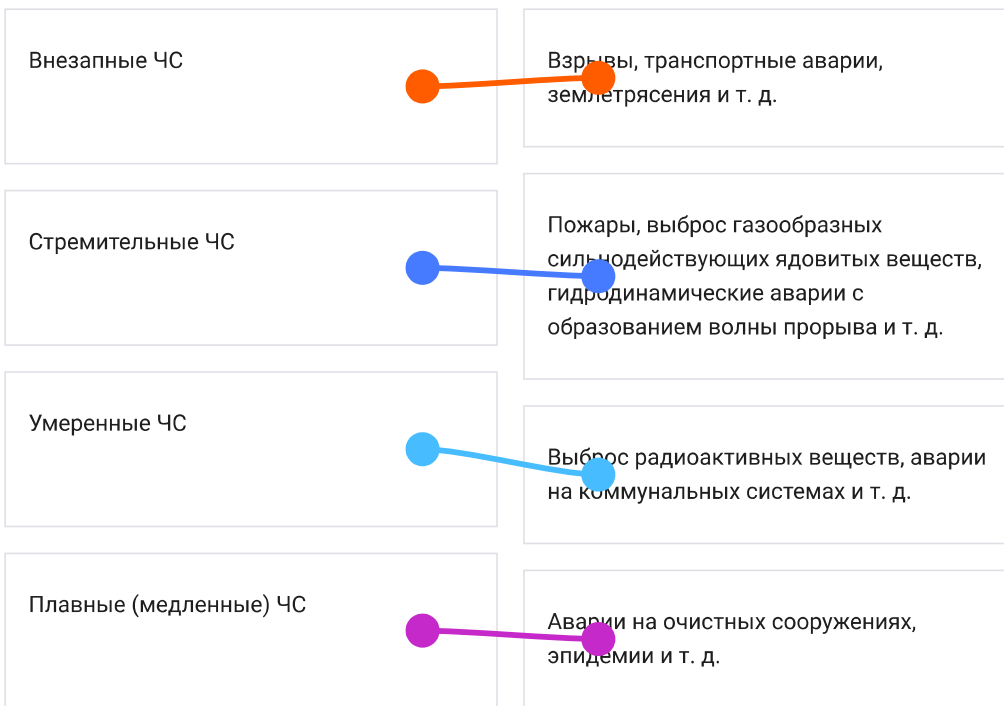 Внезапные ЧС
Взрывы, транспортные аварии,
землетрясения и т. д.
Стремительные ЧС
Пожары, выброс газообразных
сильнодействующих ядовитых веществ,
гидродинамические аварии с
образованием волны прорыва и т. д.
Умеренные ЧС
Выброс радиоактивных веществ, аварии
на коммунальных системах и т. д.
Плавные (медленные) ЧС
Аварии на очистных сооружениях,
эпидемии и т. д.